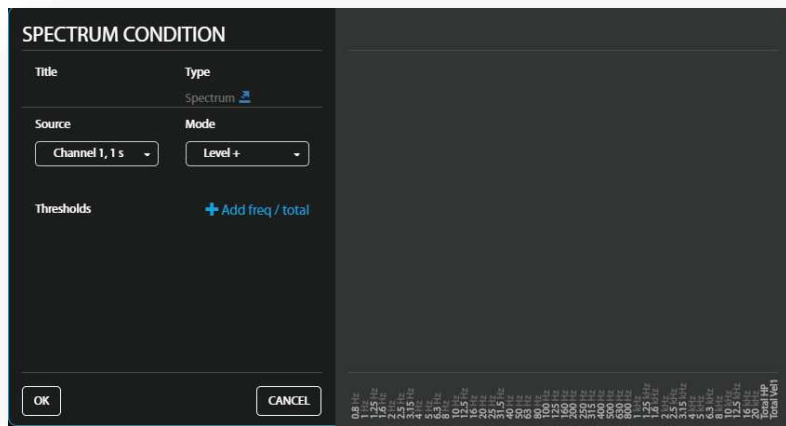 SPECTRUM CONDITION
Title
Type
Spectrum
Source
Mode
Channel 1, 1 s
Level +
Thresholds
Add freq / total
OK
CANCEL
0.8 Hz
1 Hz
1.25 Hz
1.6 Hz
2 Hz
2.5 Hz
3.15 Hz
4 Hz
5 Hz
6.3 Hz
8 Hz
10 Hz
12.5 Hz
16 Hz
20 Hz
25 Hz
31.5 Hz
40 Hz
50 Hz
63 Hz
80 Hz
100 Hz
125 Hz
160 Hz
200 Hz
250 Hz
315 Hz
400 Hz
500 Hz
630 Hz
800 Hz
1 kHz
1.25 kHz
1.6 kHz
2 kHz
2.5 kHz
3.15 kHz
4 kHz
5 kHz
6.3 kHz
8 kHz
10 kHz
12.5 kHz
16 kHz
20 kHz
Total HP
Total Vel1